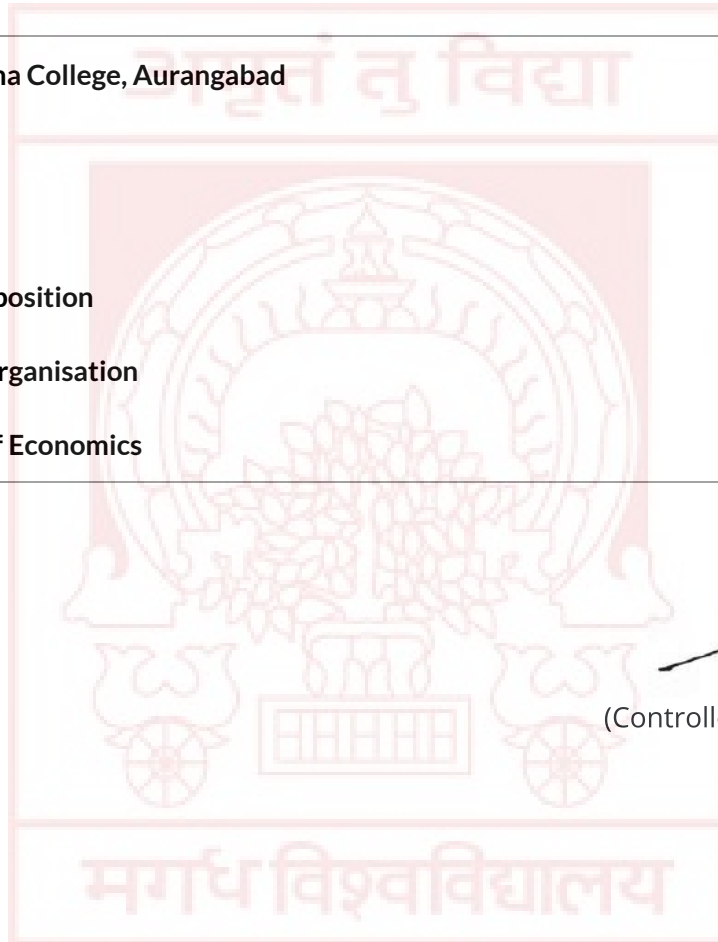 अमृतं तु विद्या
na College, Aurangabad
position
rganisation
f Economics
(Controll
मगध विश्वविद्यालय